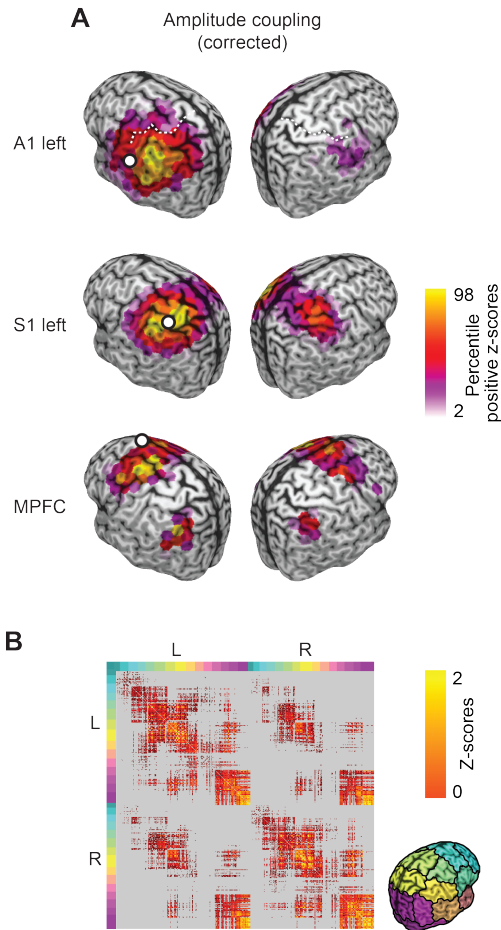 A
Amplitude coupling
(corrected)
A1 left
S1 left
98
Percentile
positive z-scores
2
MPFC
B
L
R
L
R
2
Z-scores
0